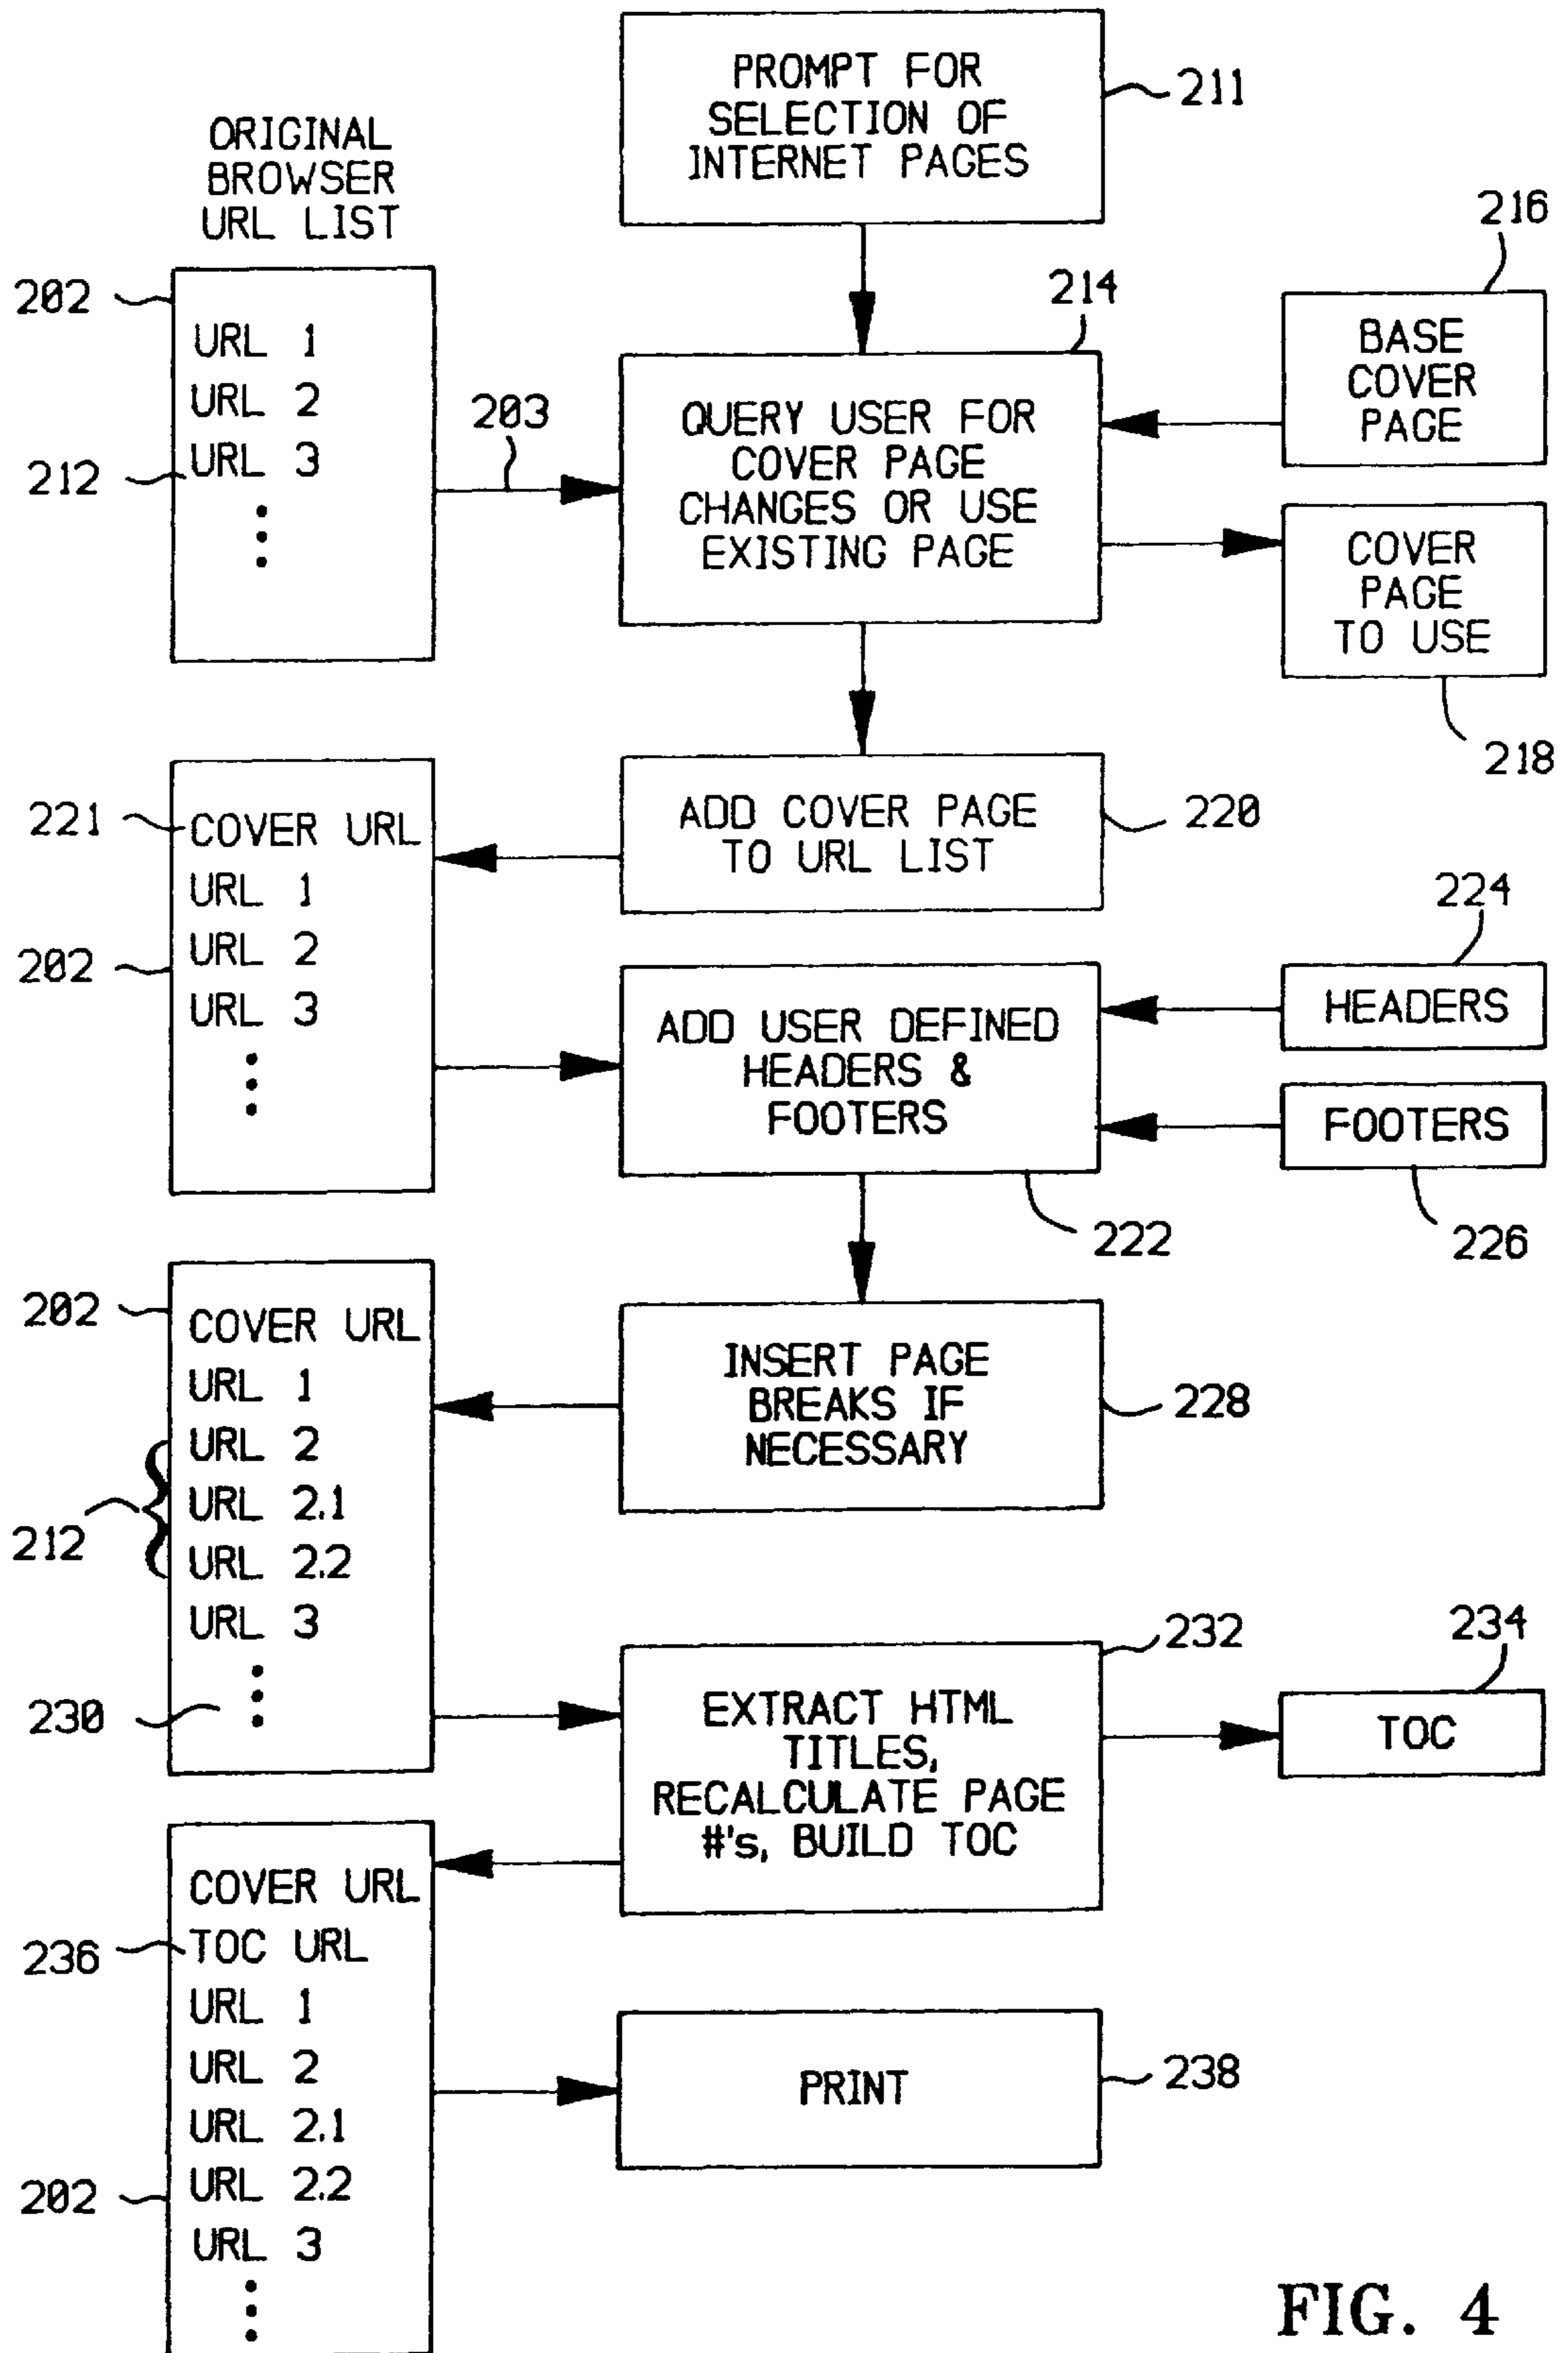 PROMPT FOR
SELECTION OF
INTERNET PAGES
211
ORIGINAL
BROWSER
URL LIST
202
URL 1
URL 2
URL 3
212
203
214
QUERY USER FOR
COVER PAGE
CHANGES OR USE
EXISTING PAGE
216
BASE
COVER
PAGE
COVER
PAGE
TO USE
218
221
COVER URL
URL 1
URL 2
202
URL 3
ADD COVER PAGE
TO URL LIST
220
224
HEADERS
ADD USER DEFINED
HEADERS &
FOOTERS
FOOTERS
222
226
202
COVER URL
URL 1
URL 2
URL 2.1
212
URL 2.2
URL 3
230
INSERT PAGE
BREAKS IF
NECESSARY
228
232
234
EXTRACT HTML
TITLES,
RECALCULATE PAGE
#'s, BUILD TOC
TOC
COVER URL
236
TOC URL
URL 1
URL 2
URL 2.1
202
URL 2.2
URL 3
PRINT
238
FIG. 4